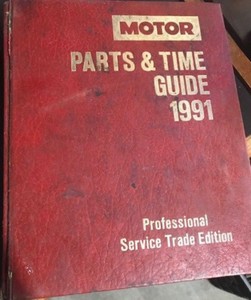 MOTOR
PARTS & TIME
GUIDE
1991
Professional
Service Trade Edition